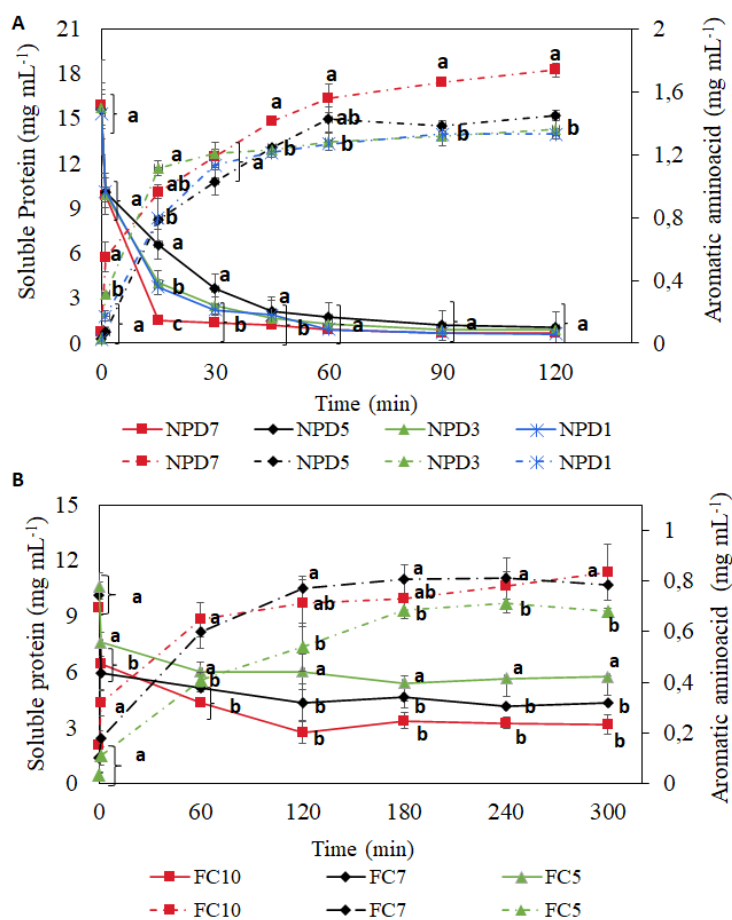 A
21
18
15
12
9
6
3
0
Soluble Protein (mg mL-1)
2
1,6
1,2
0,8
0,4
0
Aromatic aminoacid (mg mL-1)
a
a
a
a
a
a
a
ab
b
b
a
ab
b
b
a
b
a
a
a
b
c
a
b
a
b
a
b
a
a
a
0 30 60 90 120
Time (min)
NPD7 NPD5 NPD3 NPD1
NPD7 NPD5 NPD3 NPD1
B
15
12
9
6
3
0
Soluble protein (mg mL-1)
1
0,8
0,6
0,4
0,2
0
Aromatic aminoacid (mg mL-1)
a
a
b
a
a
a
b
b
a
ab
b
a
b
b
a
ab
b
a
b
b
a
a
b
a
b
b
a
b
a
b
b
0 60 120 180 240 300
Time (min)
FC10 FC7 FC5
FC10 FC7 FC5